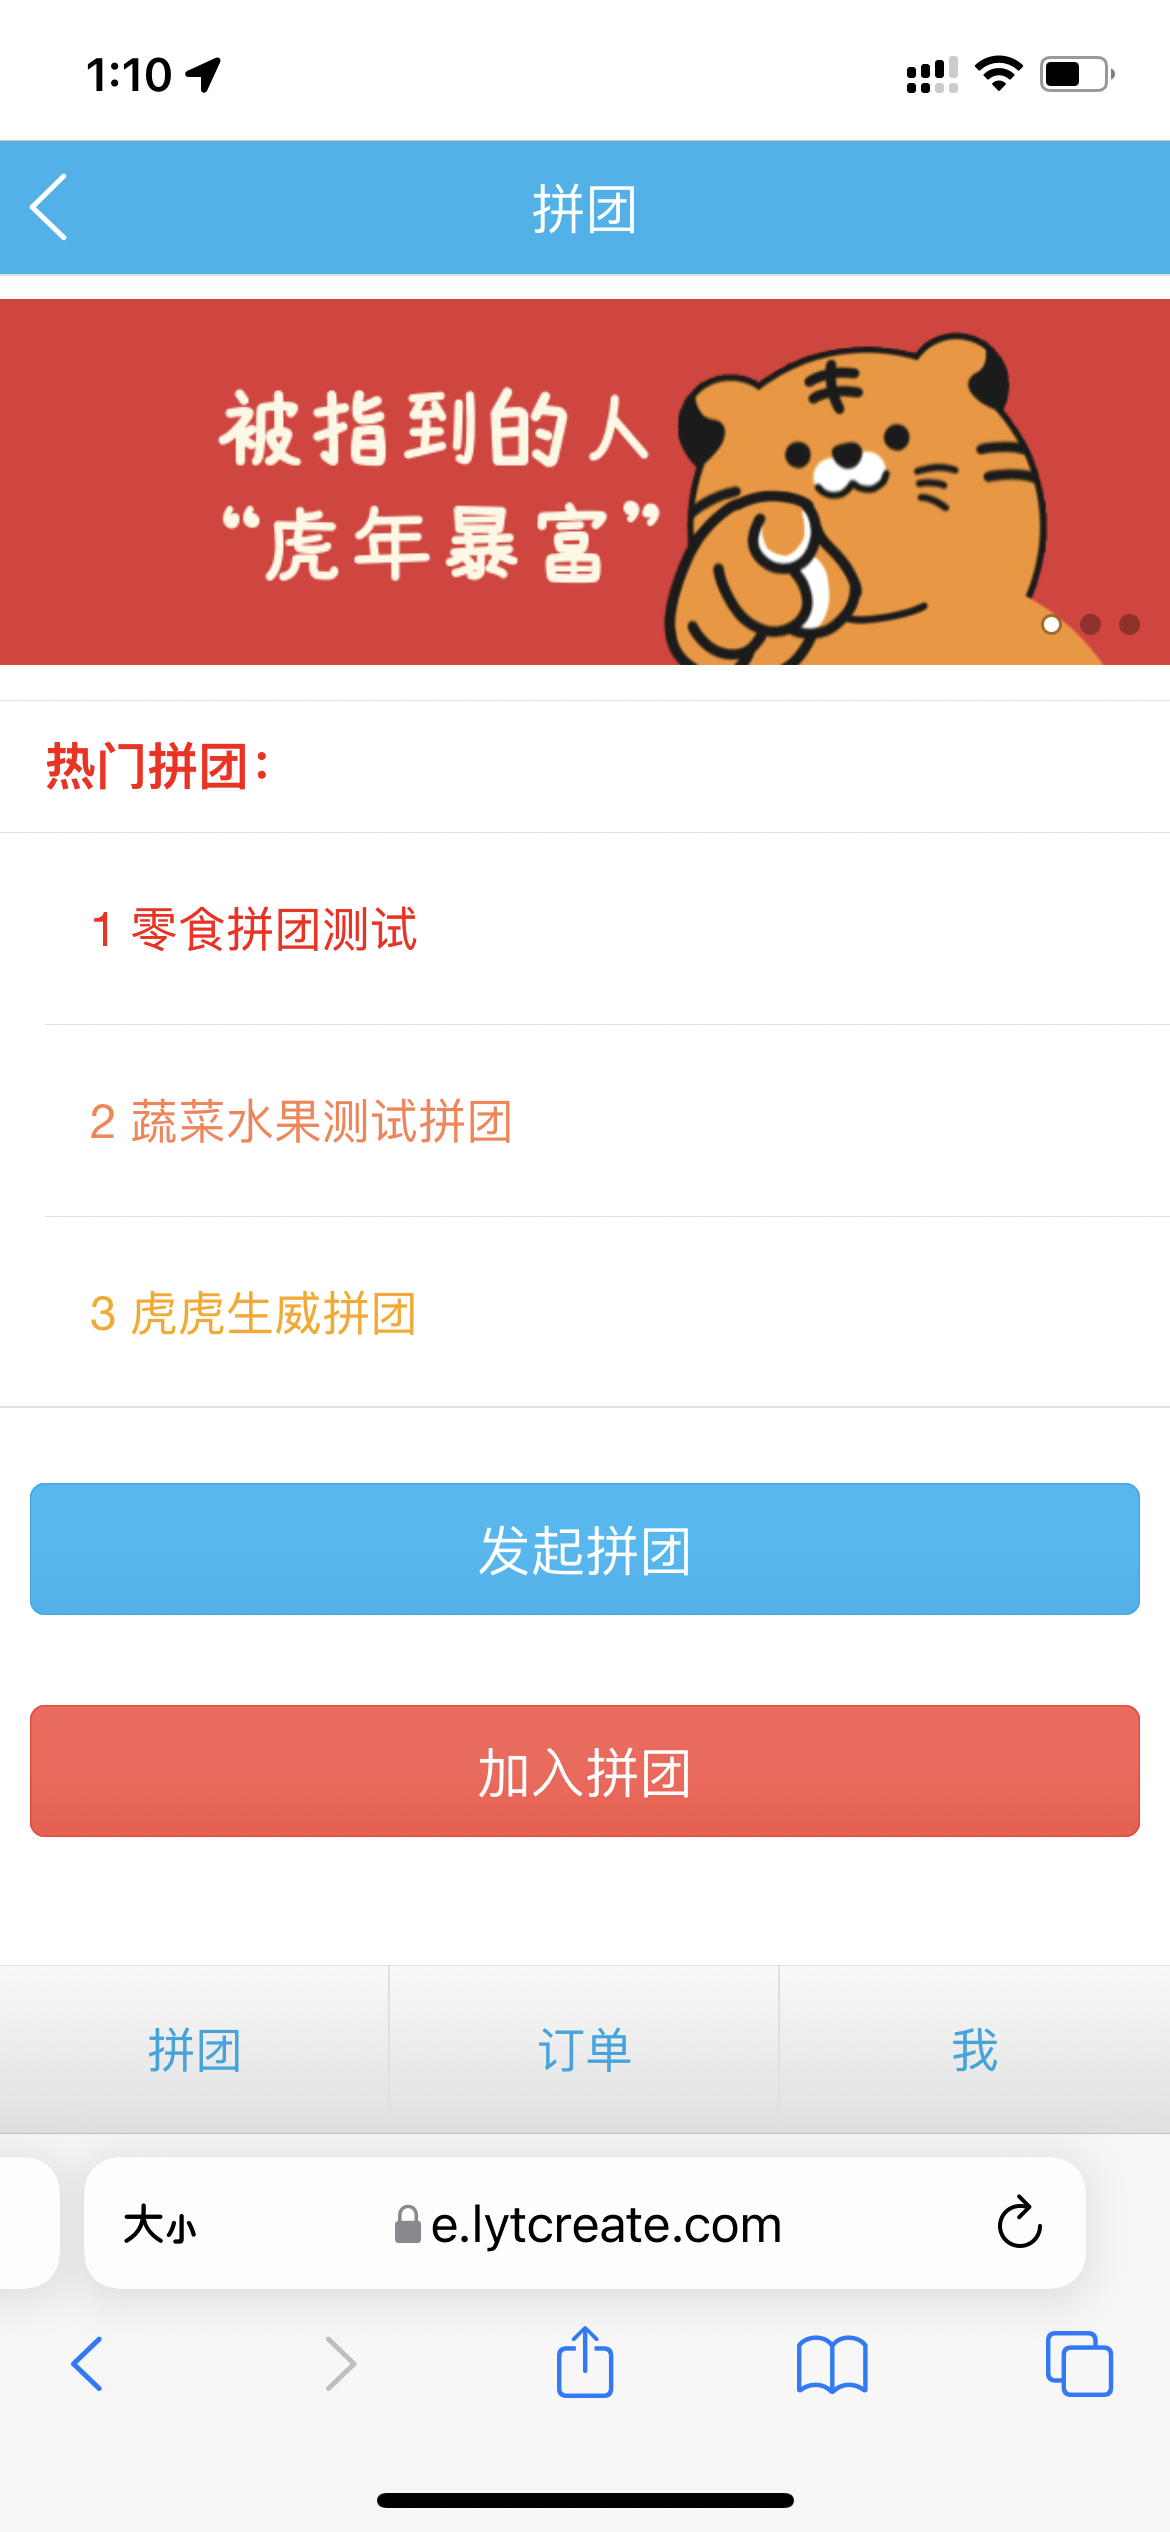 1:10
拼团
被指到的人
“虎年暴富”
热门拼团：
1 零食拼团测试
2 蔬菜水果测试拼团
3 虎虎生威拼团
发起拼团
加入拼团
拼团 订单 我
大小 e.lytcreate.com